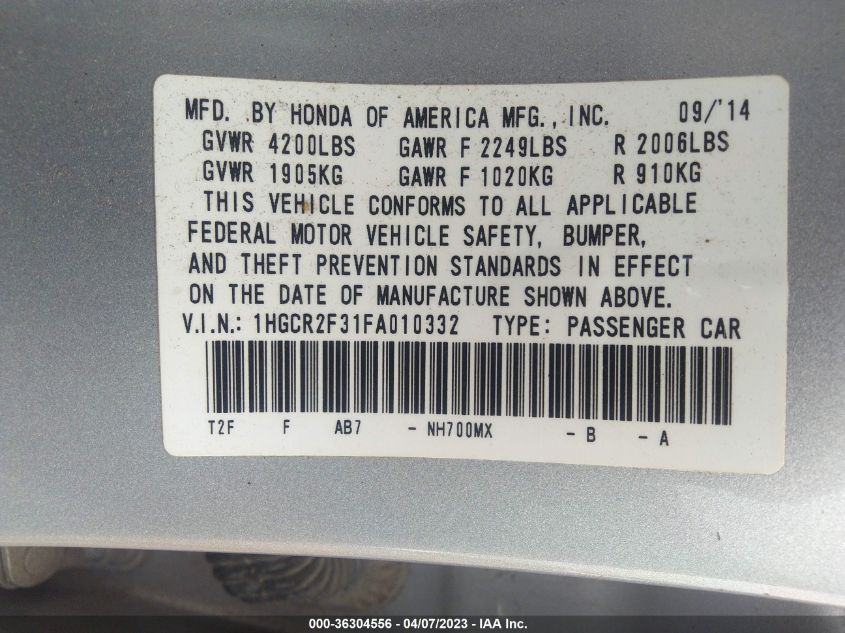 MFD. BY HONDA OF AMERICA MFG., INC. 09/'14
GVWR 4200LBS GAWR F 2249LBS R 2006LBS
GVWR 1905KG GAWR F 1020KG R 910KG
THIS VEHICLE CONFORMS TO ALL APPLICABLE
FEDERAL MOTOR VEHICLE SAFETY, BUMPER,
AND THEFT PREVENTION STANDARDS IN EFFECT
ON THE DATE OF MANUFACTURE SHOWN ABOVE.
V.I.N.: 1HGCR2F31FA010332 TYPE: PASSENGER CAR
T2F F AB7 - NH700MX - B - A
000-36304556 - 04/07/2023 - IAA Inc.